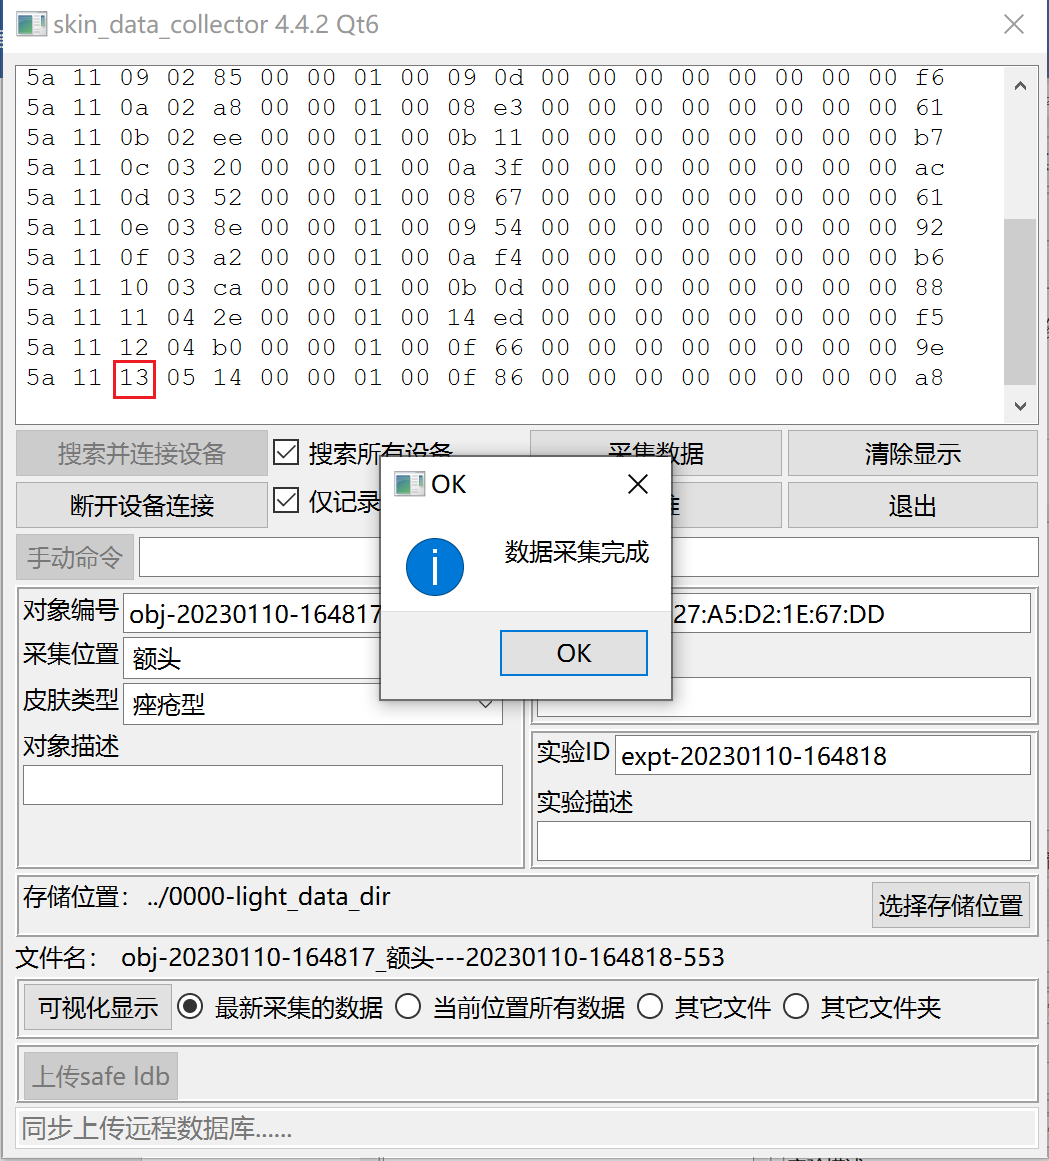 skin_data_collector 4.4.2 Qt6
5a 11 09 02 85 00 00 01 00 09 0d 00 00 00 00 00 00 00 00 f6
5a 11 0a 02 a8 00 00 01 00 08 e3 00 00 00 00 00 00 00 00 61
5a 11 0b 02 ee 00 00 01 00 0b 11 00 00 00 00 00 00 00 00 b7
5a 11 0c 03 20 00 00 01 00 0a 3f 00 00 00 00 00 00 00 00 ac
5a 11 0d 03 52 00 00 01 00 08 67 00 00 00 00 00 00 00 00 61
5a 11 0e 03 8e 00 00 01 00 09 54 00 00 00 00 00 00 00 00 92
5a 11 0f 03 a2 00 00 01 00 0a f4 00 00 00 00 00 00 00 00 b6
5a 11 10 03 ca 00 00 01 00 0b 0d 00 00 00 00 00 00 00 00 88
5a 11 11 04 2e 00 00 01 00 14 ed 00 00 00 00 00 00 00 00 f5
5a 11 12 04 b0 00 00 01 00 0f 66 00 00 00 00 00 00 00 00 9e
5a 11 13 05 14 00 00 01 00 0f 86 00 00 00 00 00 00 00 00 a8
搜索并连接设备 搜索所有设备 采集数据 清除显示
断开设备连接 仅记录 退出
手动命令
OK
数据采集完成
OK
对象编号 obj-20230110-164817 27:A5:D2:1E:67:DD
采集位置 额头
皮肤类型 痤疮型
对象描述
实验ID expt-20230110-164818
实验描述
存储位置： ../0000-light_data_dir 选择存储位置
文件名： obj-20230110-164817_额头---20230110-164818-553
可视化显示 最新采集的数据 当前位置所有数据 其它文件 其它文件夹
上传safe ldb
同步上传远程数据库......